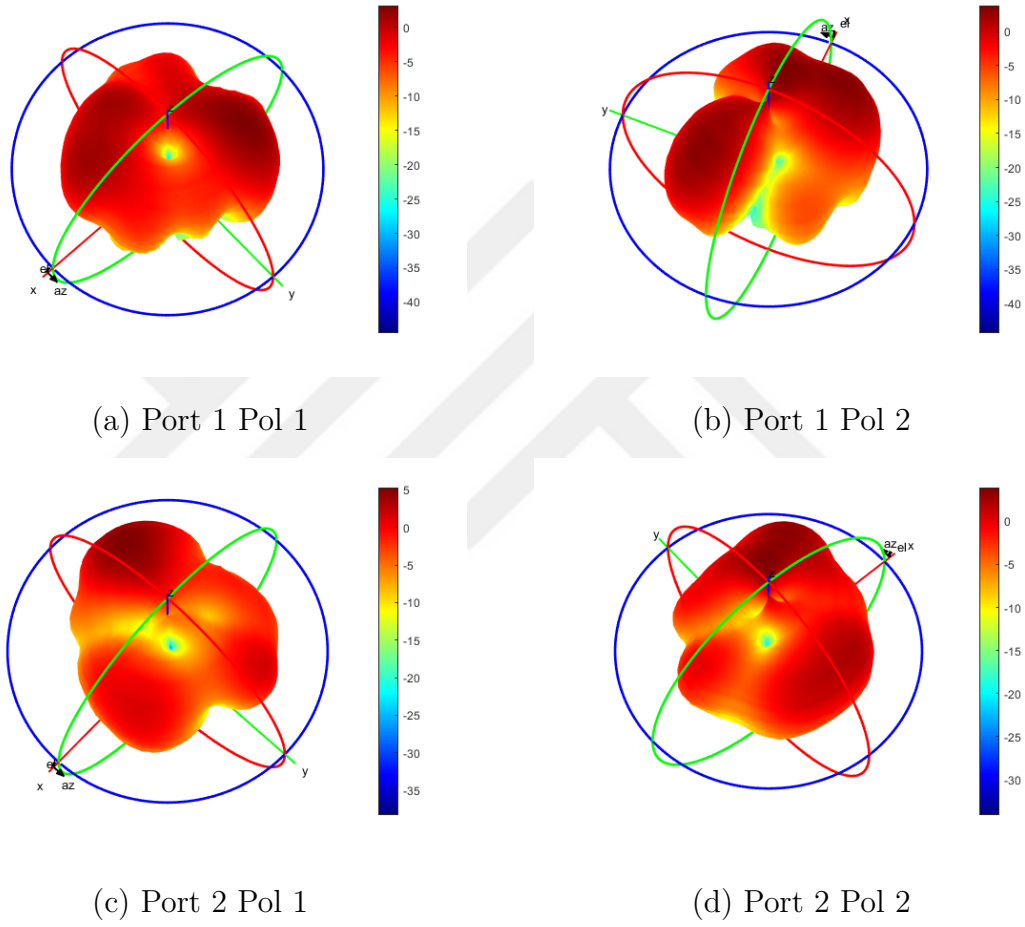 0
-5
-10
-15
-20
-25
-30
-35
-40
z
el
x
az
y
(a) Port 1 Pol 1
0
-5
-10
-15
-20
-25
-30
-35
-40
x
az
el
y
z
(b) Port 1 Pol 2
5
0
-5
-10
-15
-20
-25
-30
-35
z
el
x
az
y
(c) Port 2 Pol 1
0
-5
-10
-15
-20
-25
-30
y
az
el
x
z
(d) Port 2 Pol 2